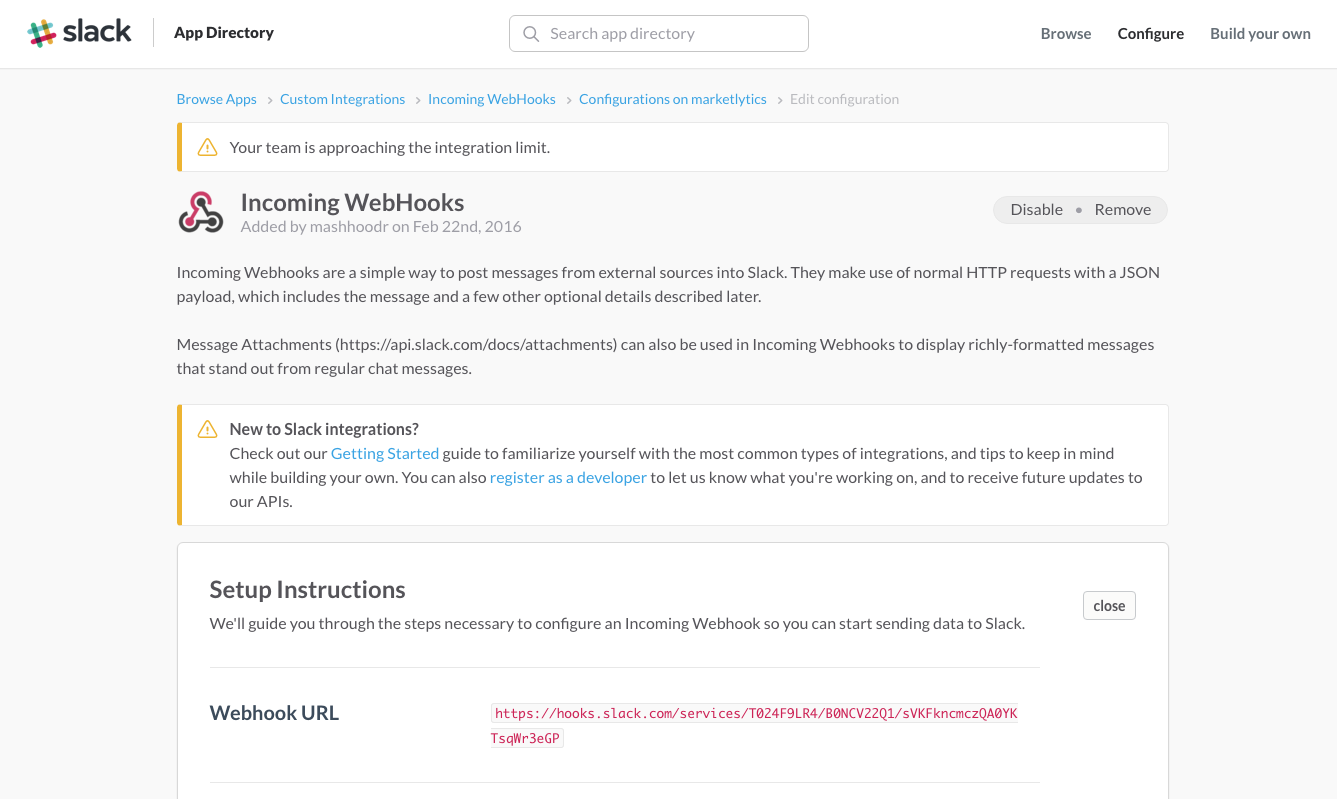 slack App Directory Search app directory Browse Configure Build your own
Browse Apps > Custom Integrations > Incoming WebHooks > Configurations on marketlytics > Edit configuration
Your team is approaching the integration limit.
Incoming WebHooks
Disable • Remove
Added by mashhoodr on Feb 22nd, 2016
Incoming Webhooks are a simple way to post messages from external sources into Slack. They make use of normal HTTP requests with a JSON
payload, which includes the message and a few other optional details described later.
Message Attachments (https://api.slack.com/docs/attachments) can also be used in Incoming Webhooks to display richly-formatted messages
that stand out from regular chat messages.
New to Slack integrations?
Check out our Getting Started guide to familiarize yourself with the most common types of integrations, and tips to keep in mind
while building your own. You can also register as a developer to let us know what you're working on, and to receive future updates to
our APIs.
Setup Instructions
close
We'll guide you through the steps necessary to configure an Incoming Webhook so you can start sending data to Slack.
Webhook URL https://hooks.slack.com/services/T024F9LR4/B0NCV22Q1/sVKFkncmczQA0YK
TsqWr3eGP